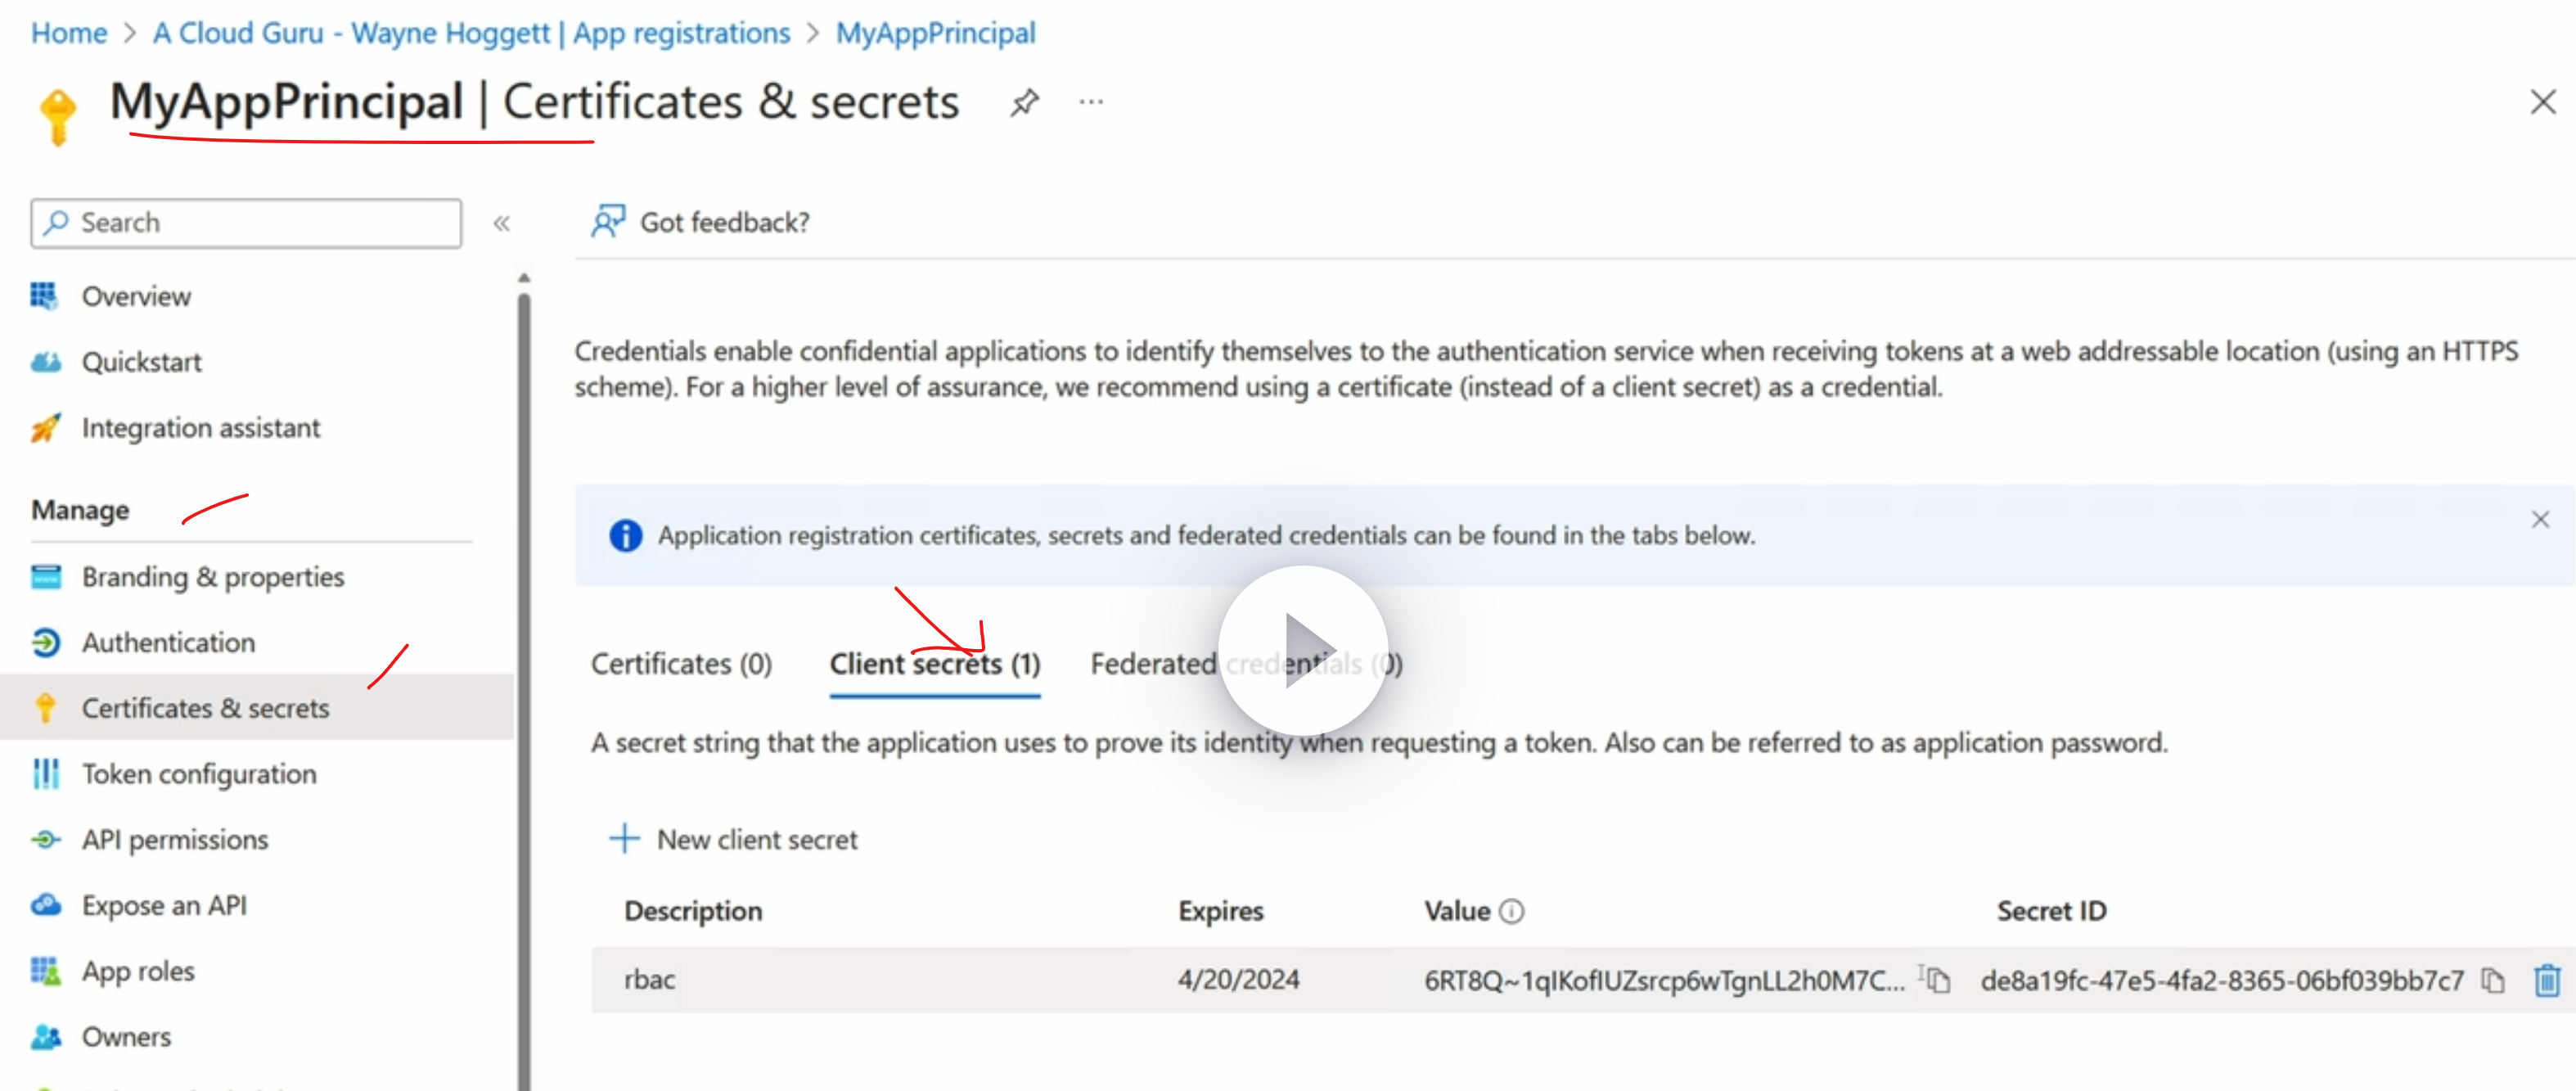 Home > A Cloud Guru - Wayne Hoggett | App registrations > MyAppPrincipal
MyAppPrincipal | Certificates & secrets
Search
Overview
Quickstart
Integration assistant
Manage
Branding & properties
Authentication
Certificates & secrets
Token configuration
API permissions
Expose an API
App roles
Owners
Got feedback?
Credentials enable confidential applications to identify themselves to the authentication service when receiving tokens at a web addressable location (using an HTTPS
scheme). For a higher level of assurance, we recommend using a certificate (instead of a client secret) as a credential.
Application registration certificates, secrets and federated credentials can be found in the tabs below.
Certificates (0) Client secrets (1) Federated credentials (0)
A secret string that the application uses to prove its identity when requesting a token. Also can be referred to as application password.
New client secret
Description Expires Value Secret ID
rbac 4/20/2024 6RT8Q~1qIKoflUZsrcp6wTgnLL2h0M7C... de8a19fc-47e5-4fa2-8365-06bf039bb7c7